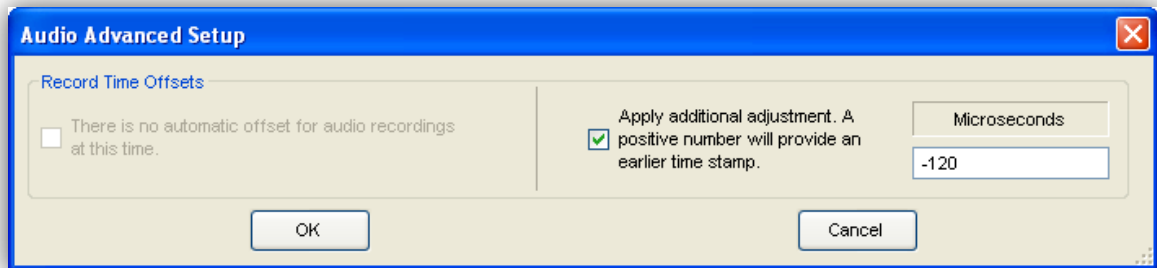 Audio Advanced Setup
Record Time Offsets
There is no automatic offset for audio recordings
at this time.
Apply additional adjustment. A
positive number will provide an
earlier time stamp.
Microseconds
-120
OK
Cancel